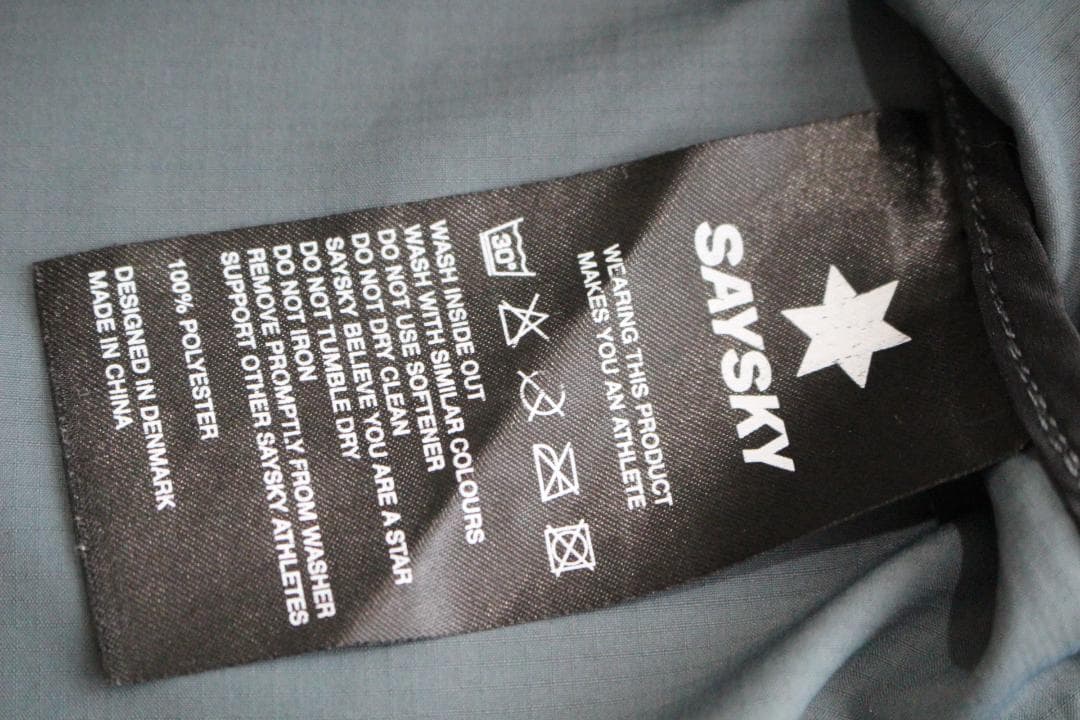 SAYSKY
WEARING THIS PRODUCT
MAKES YOU AN ATHLETE
30°
WASH INSIDE OUT
WASH WITH SIMILAR COLOURS
DO NOT USE SOFTENER
DO NOT DRY CLEAN
SAYSKY BELIEVE YOU ARE A STAR
DO NOT TUMBLE DRY
DO NOT IRON
REMOVE PROMPTLY FROM WASHER
SUPPORT OTHER SAYSKY ATHLETES
100% POLYESTER
DESIGNED IN DENMARK
MADE IN CHINA